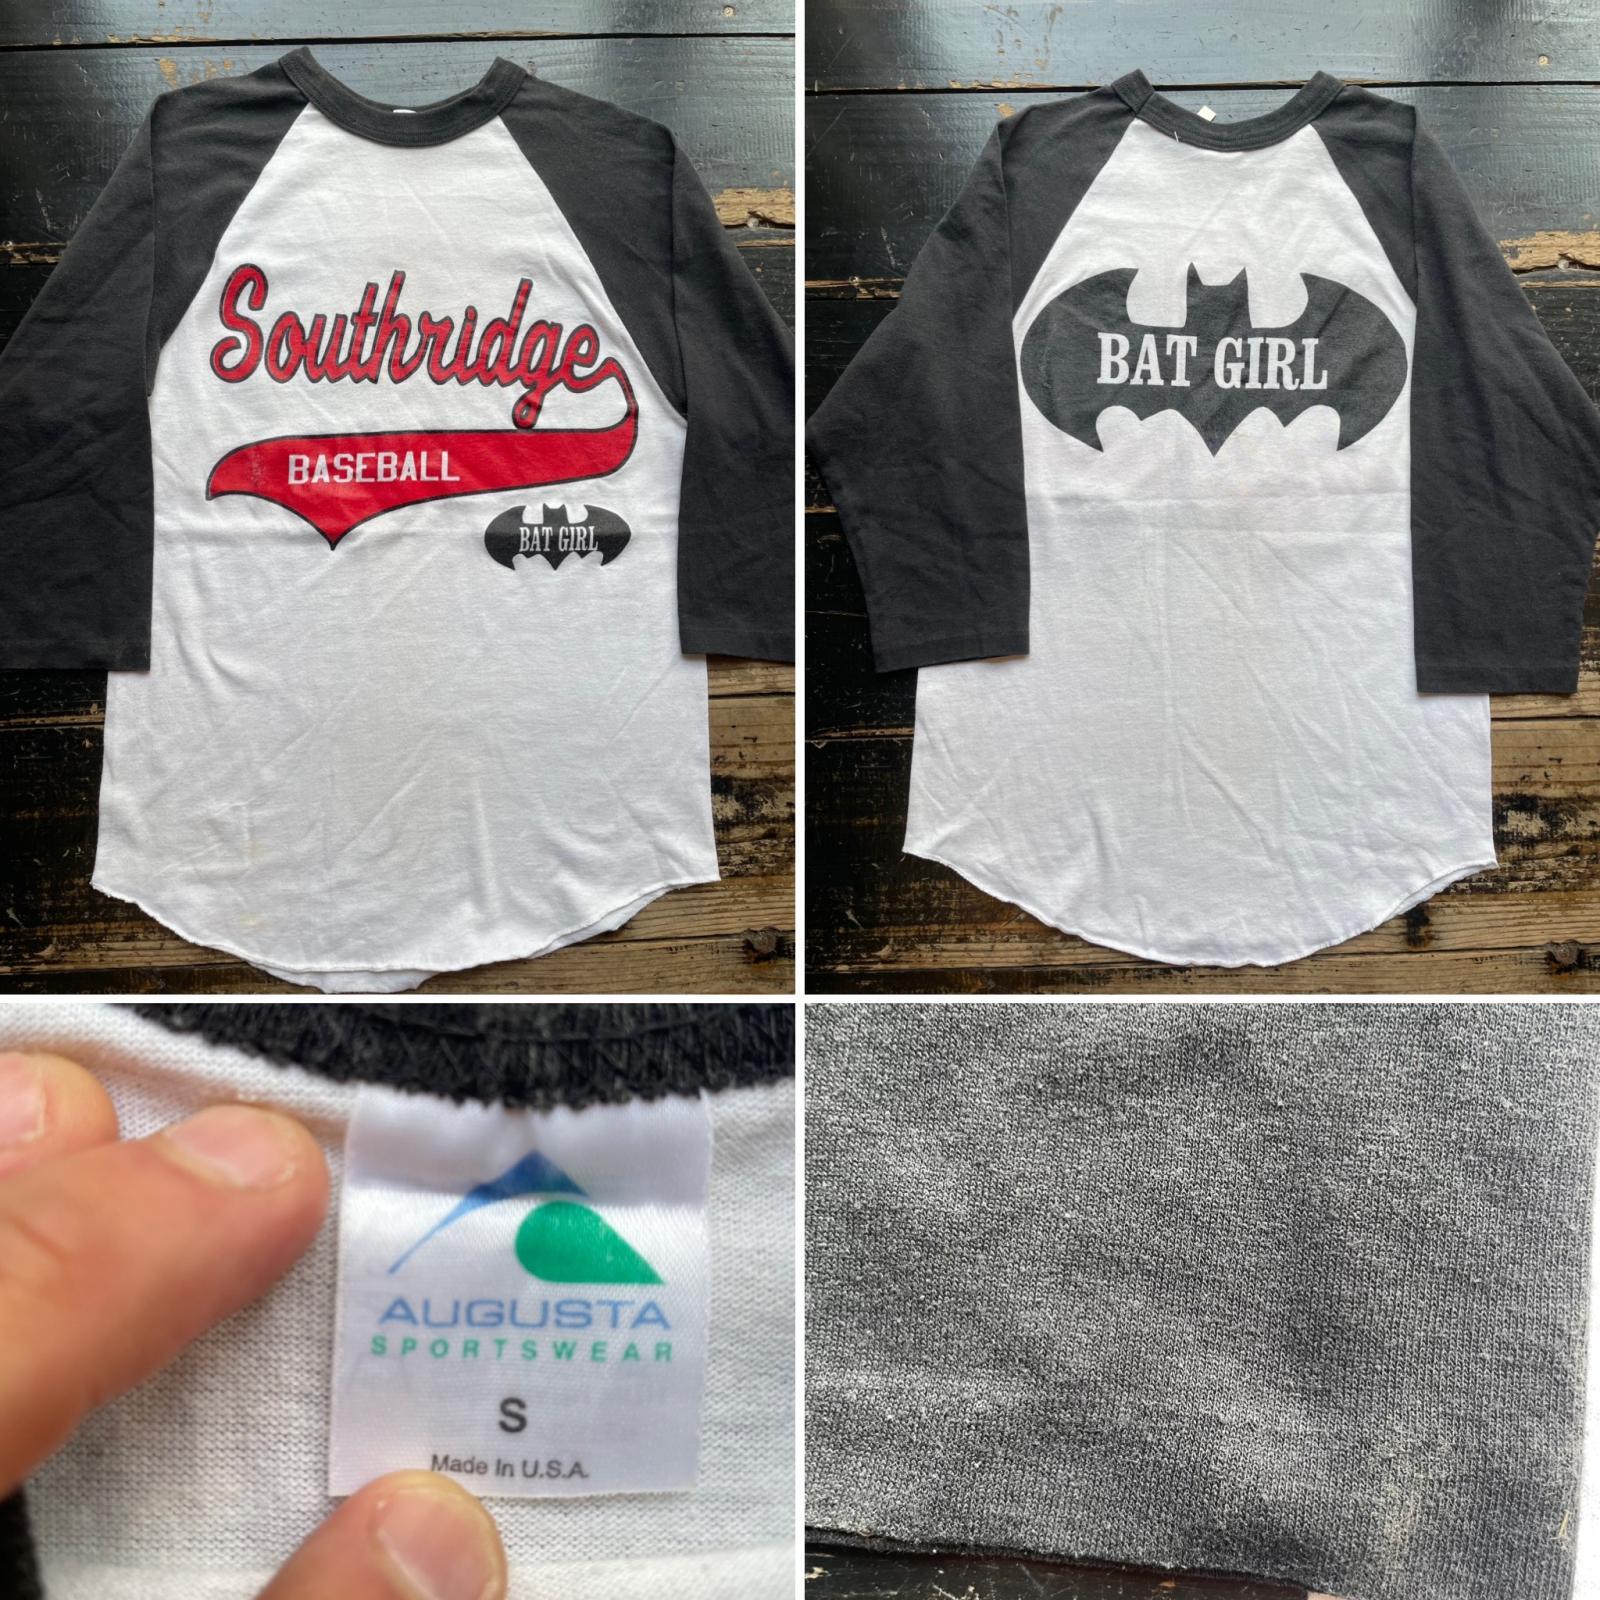 Southridge
BASEBALL
BAT GIRL
BAT GIRL
AUGUSTA
SPORTSWEAR
S
Made In U.S.A.